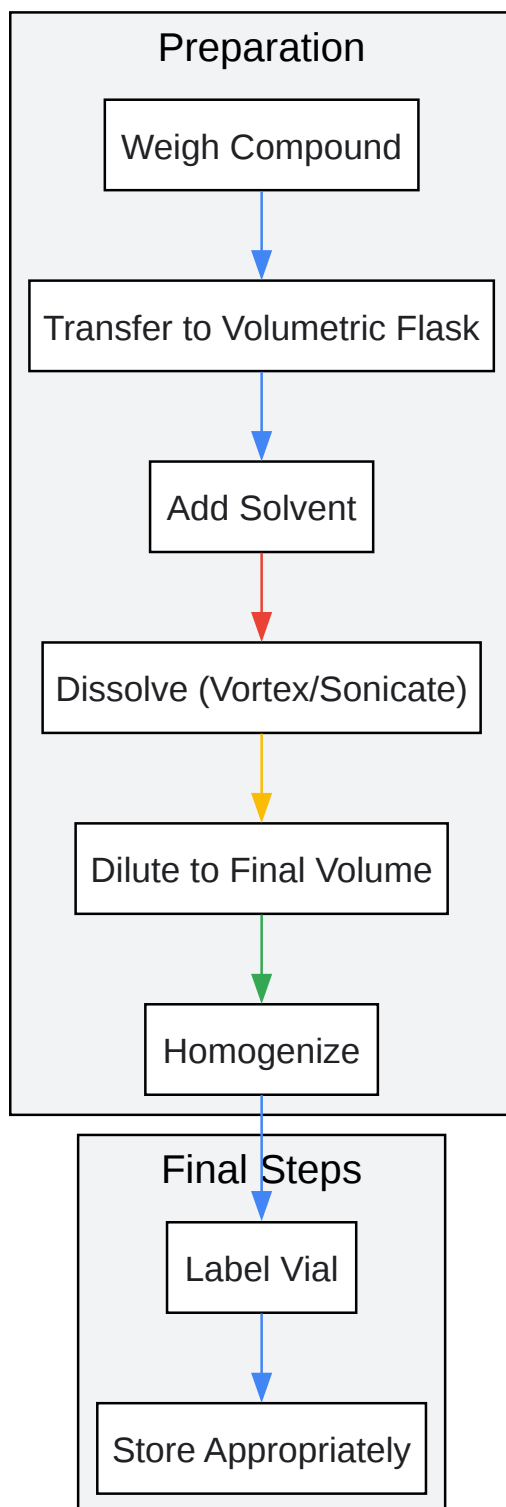 Preparation
Weigh Compound
Transfer to Volumetric Flask
Add Solvent
Dissolve (Vortex/Sonicate)
Dilute to Final Volume
Homogenize
Final Steps
Label Vial
Store Appropriately